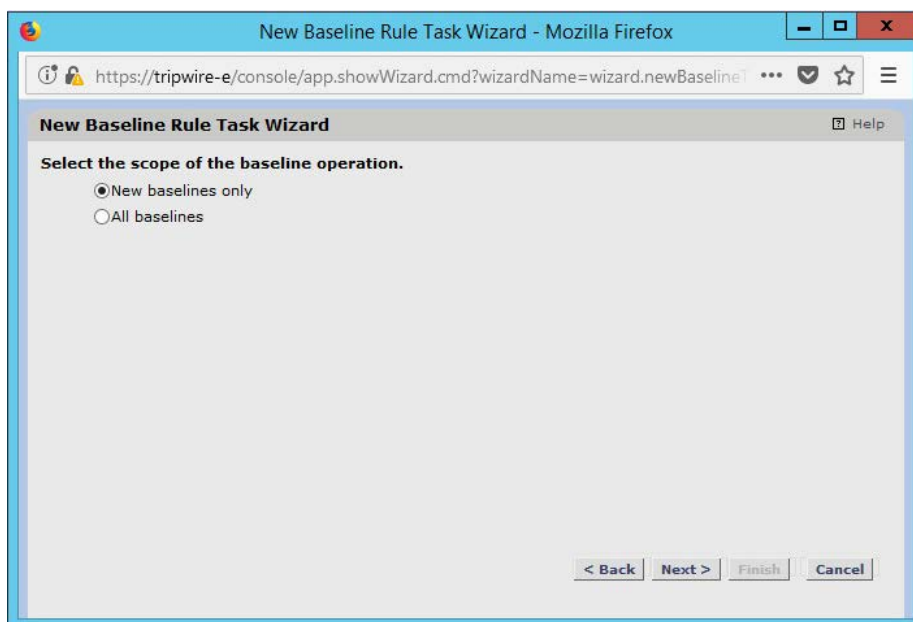 New Baseline Rule Task Wizard - Mozilla Firefox
https://tripwire-e/console/app.showWizard.cmd?wizardName=wizard.newBaseline
New Baseline Rule Task Wizard
? Help
Select the scope of the baseline operation.
New baselines only
All baselines
< Back Next > Finish Cancel